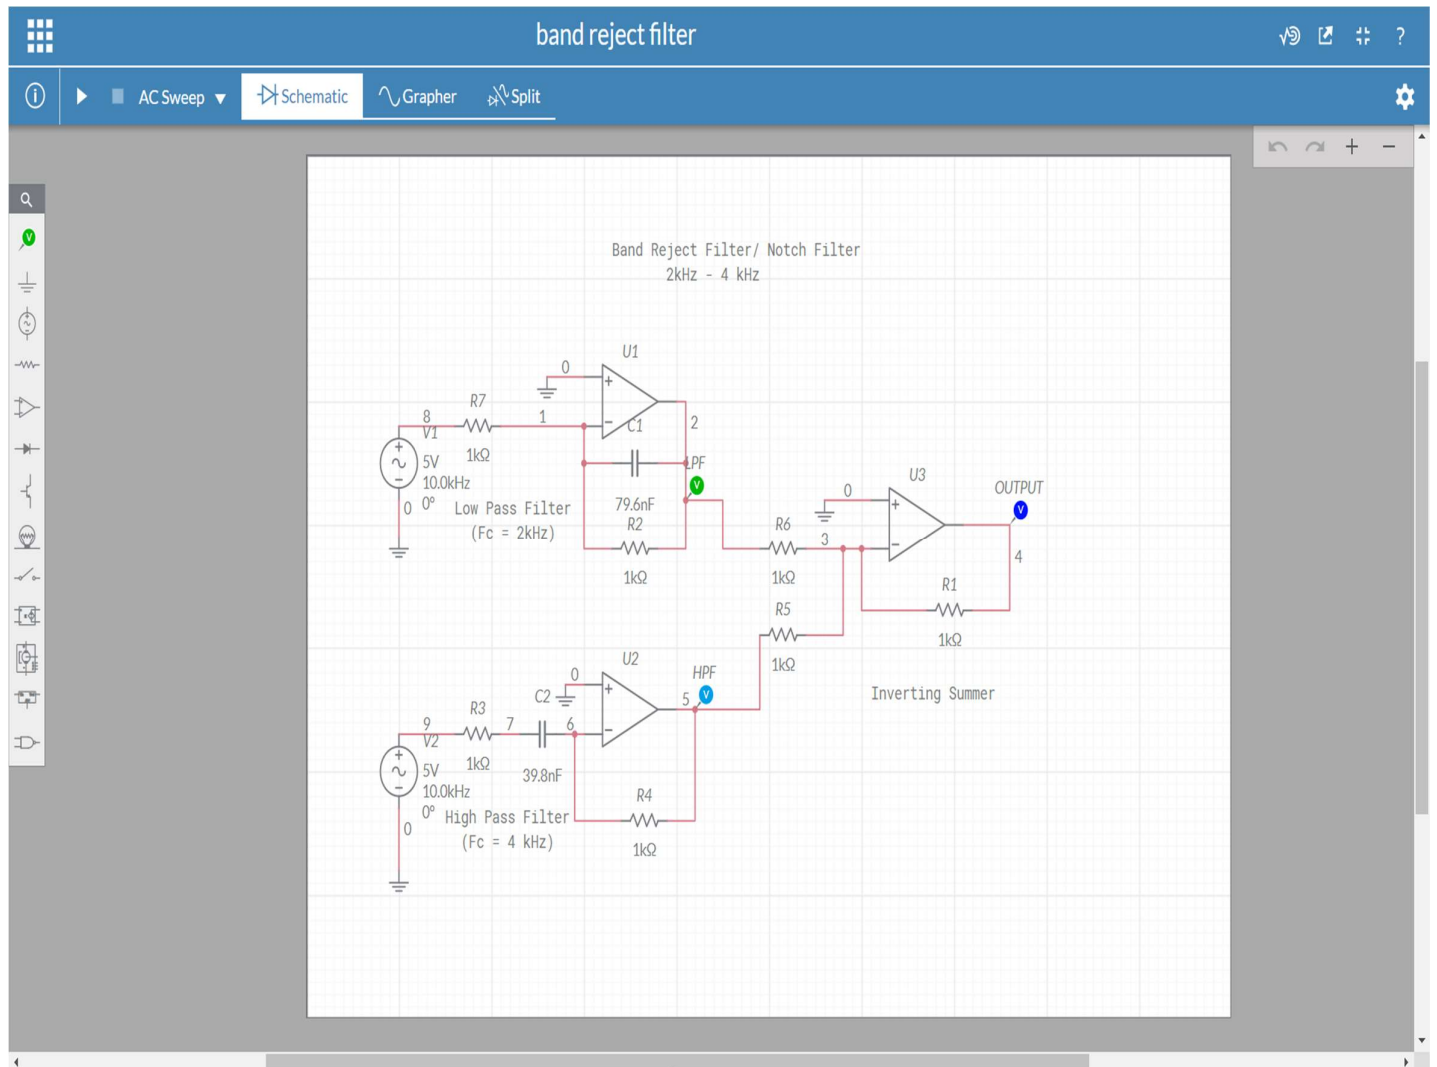 band reject filter
?
AC Sweep
Schematic
Grapher
Split
Band Reject Filter/ Notch Filter
2kHz - 4 kHz
U1
0
+
R7
8
1
V1
C1
2
1kΩ
5V
10.0kHz
0°
0
LPF
V
79.6nF
Low Pass Filter
(Fc = 2kHz)
R2
1kΩ
U3
0
OUTPUT
V
R6
3
4
1kΩ
R5
1kΩ
R1
1kΩ
Inverting Summer
U2
0
HPF
V
5
C2
R3
9
7
6
V2
1kΩ
39.8nF
5V
10.0kHz
0°
0
High Pass Filter
(Fc = 4 kHz)
R4
1kΩ